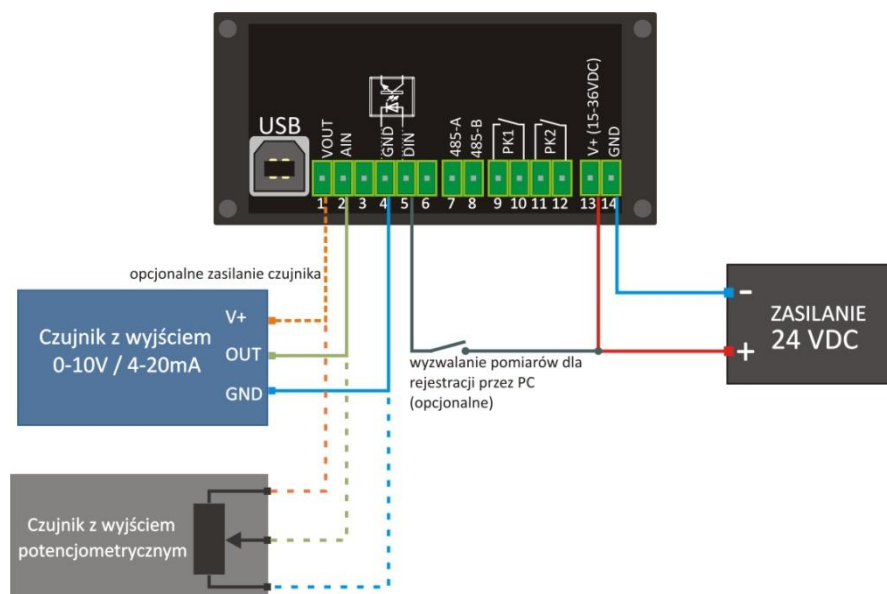 USB
VOUT
AIN
GND
DIN
485-A
485-B
PK1
PK2
V+ (15-36VDC)
GND
1 2 3 4 5 6 7 8 9 10 11 12 13 14
opcjonalne zasilanie czujnika
Czujnik z wyjściem
0-10V / 4-20mA
V+
OUT
GND
wyzwalanie pomiarów dla
rejestracji przez PC
(opcjonalne)
-
+
ZASILANIE
24 VDC
Czujnik z wyjściem
potencjometrycznym